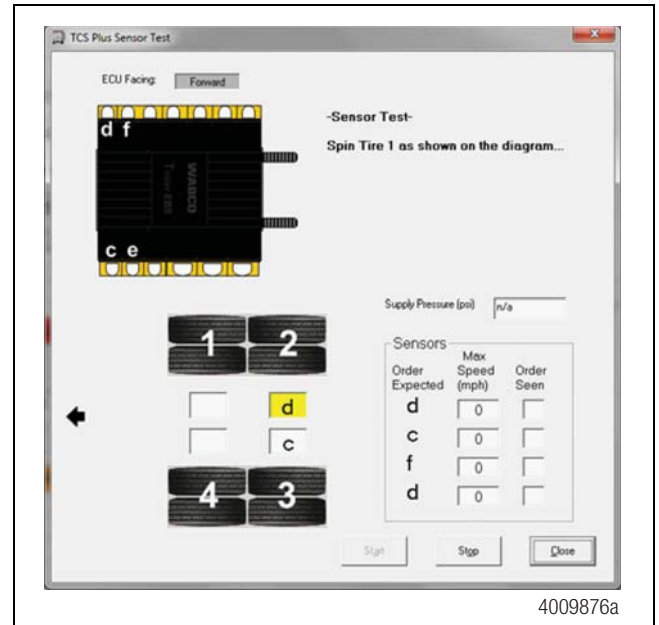 TCS Plus Sensor Test
ECU Facing: Forward
d f
WABCO
c e
-Sensor Test-
Spin Tire 1 as shown on the diagram...
Supply Pressure (psi) n/a
1 2
d
c
4 3
Sensors
Order Expected Max Speed (mph) Order Seen
d 0
c 0
f 0
d 0
Start Stop Close
4009876a